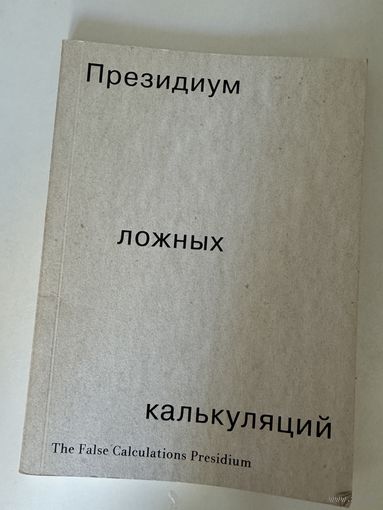 Президиум
ложных
калькуляций
The False Calculations Presidium